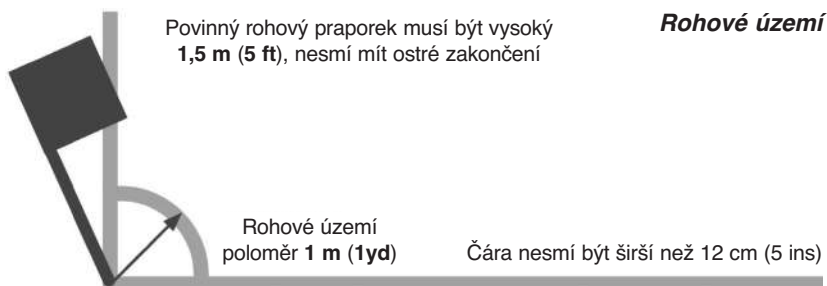 Povinný rohový praporek musí být vysoký
1,5 m (5 ft), nesmí mít ostré zakončení
Rohové území
Rohové území
poloměr 1 m (1yd)
Čára nesmí být širší než 12 cm (5 ins)